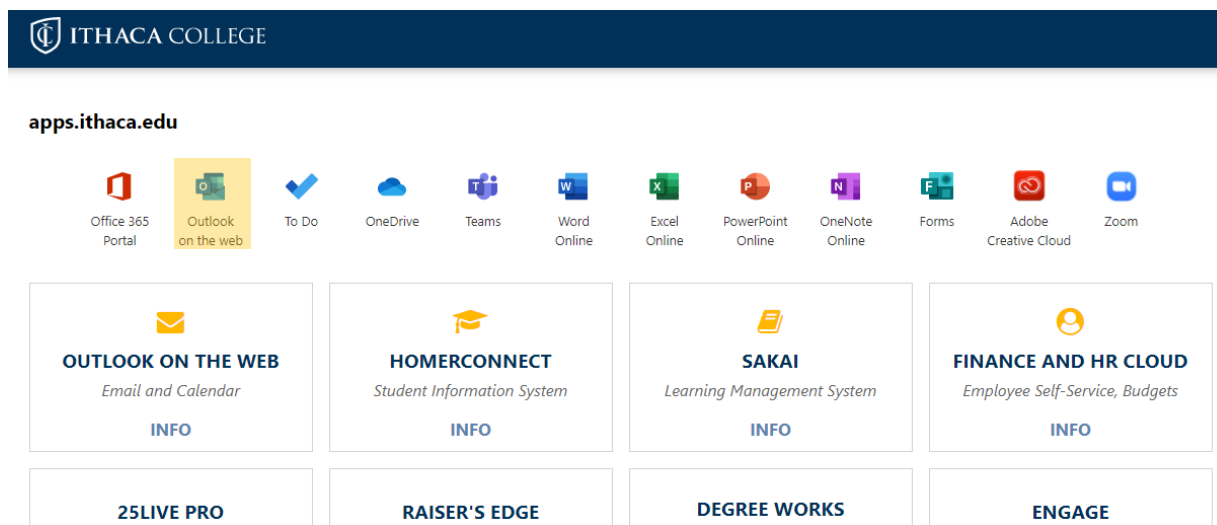 ITHACA COLLEGE
apps.ithaca.edu
Office 365
Portal
Outlook
on the web
To Do
OneDrive
Teams
Word
Online
Excel
Online
PowerPoint
Online
OneNote
Online
Forms
Adobe
Creative Cloud
Zoom
OUTLOOK ON THE WEB
Email and Calendar
INFO
HOMERCONNECT
Student Information System
INFO
SAKAI
Learning Management System
INFO
FINANCE AND HR CLOUD
Employee Self-Service, Budgets
INFO
25LIVE PRO
RAISER'S EDGE
DEGREE WORKS
ENGAGE